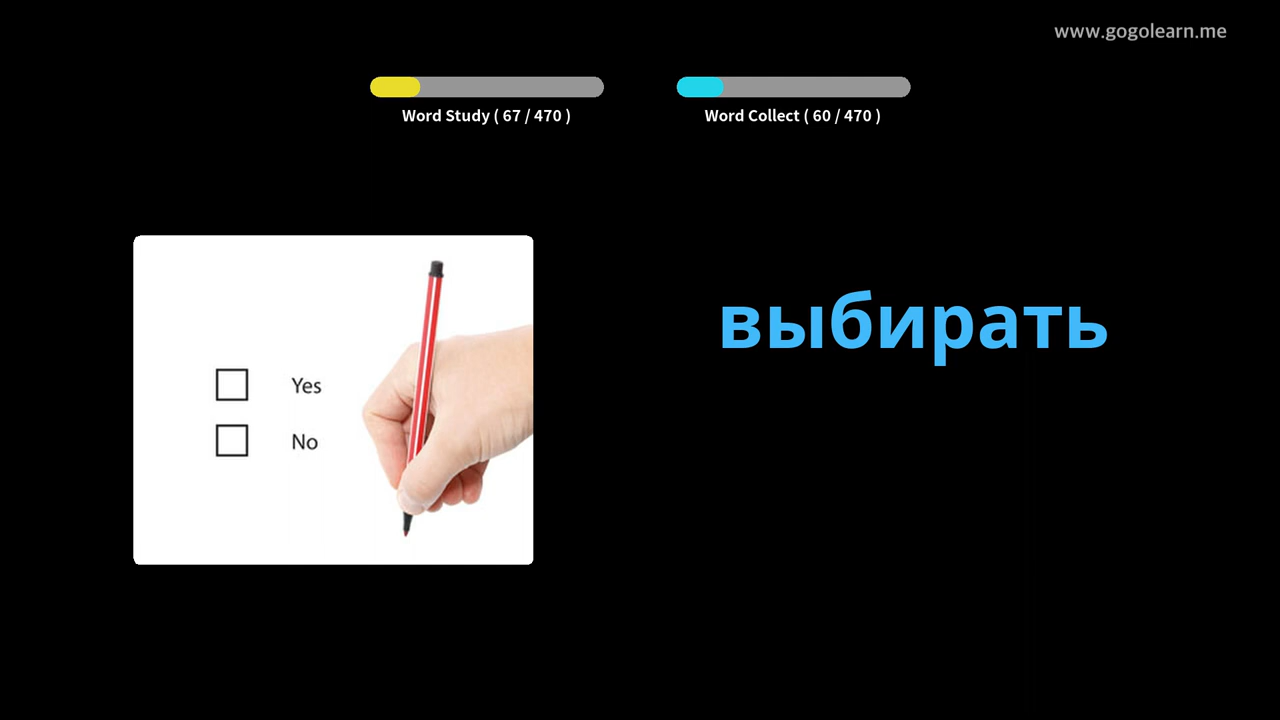 www.gogolearn.me
Word Study ( 67 / 470 )
Word Collect ( 60 / 470 )
Yes
No
выбирать